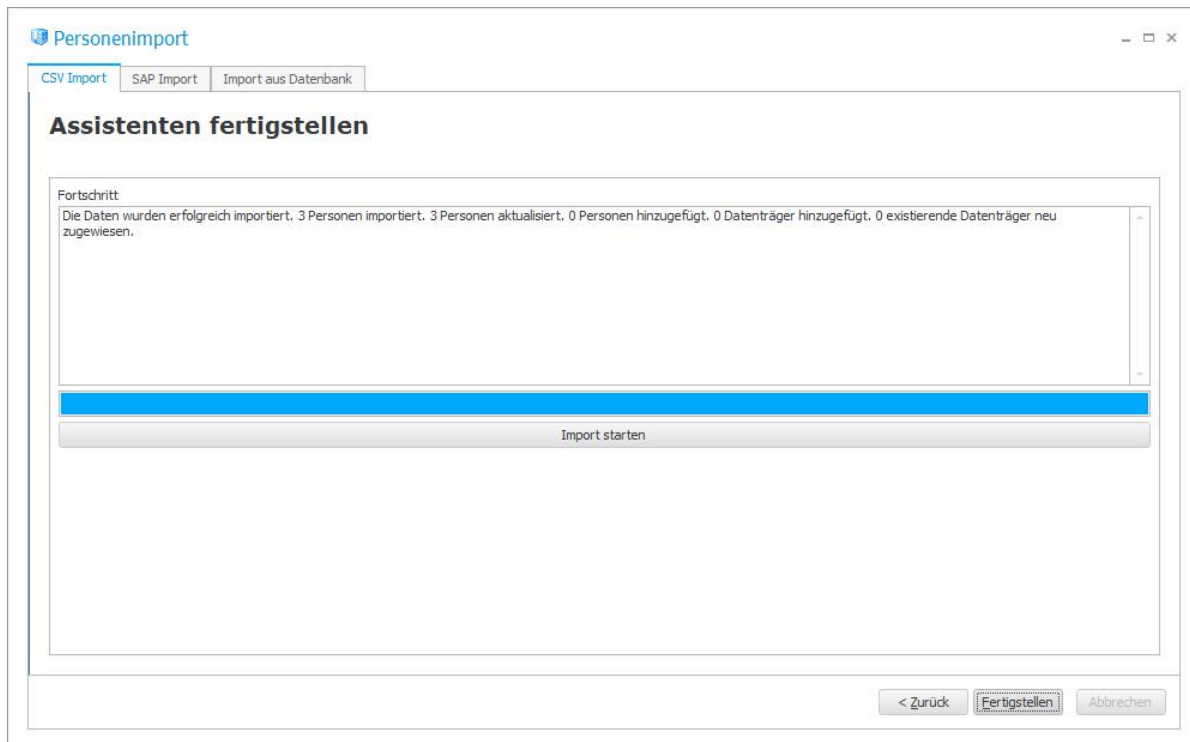 Personenimport
CSV Import
SAP Import
Import aus Datenbank
Assistenten fertigstellen
Fortschritt
Die Daten wurden erfolgreich importiert. 3 Personen importiert. 3 Personen aktualisiert. 0 Personen hinzugefügt. 0 Datenträger hinzugefügt. 0 existierende Datenträger neu
zugewiesen.
Import starten
< Zurück
Fertigstellen
Abbrechen